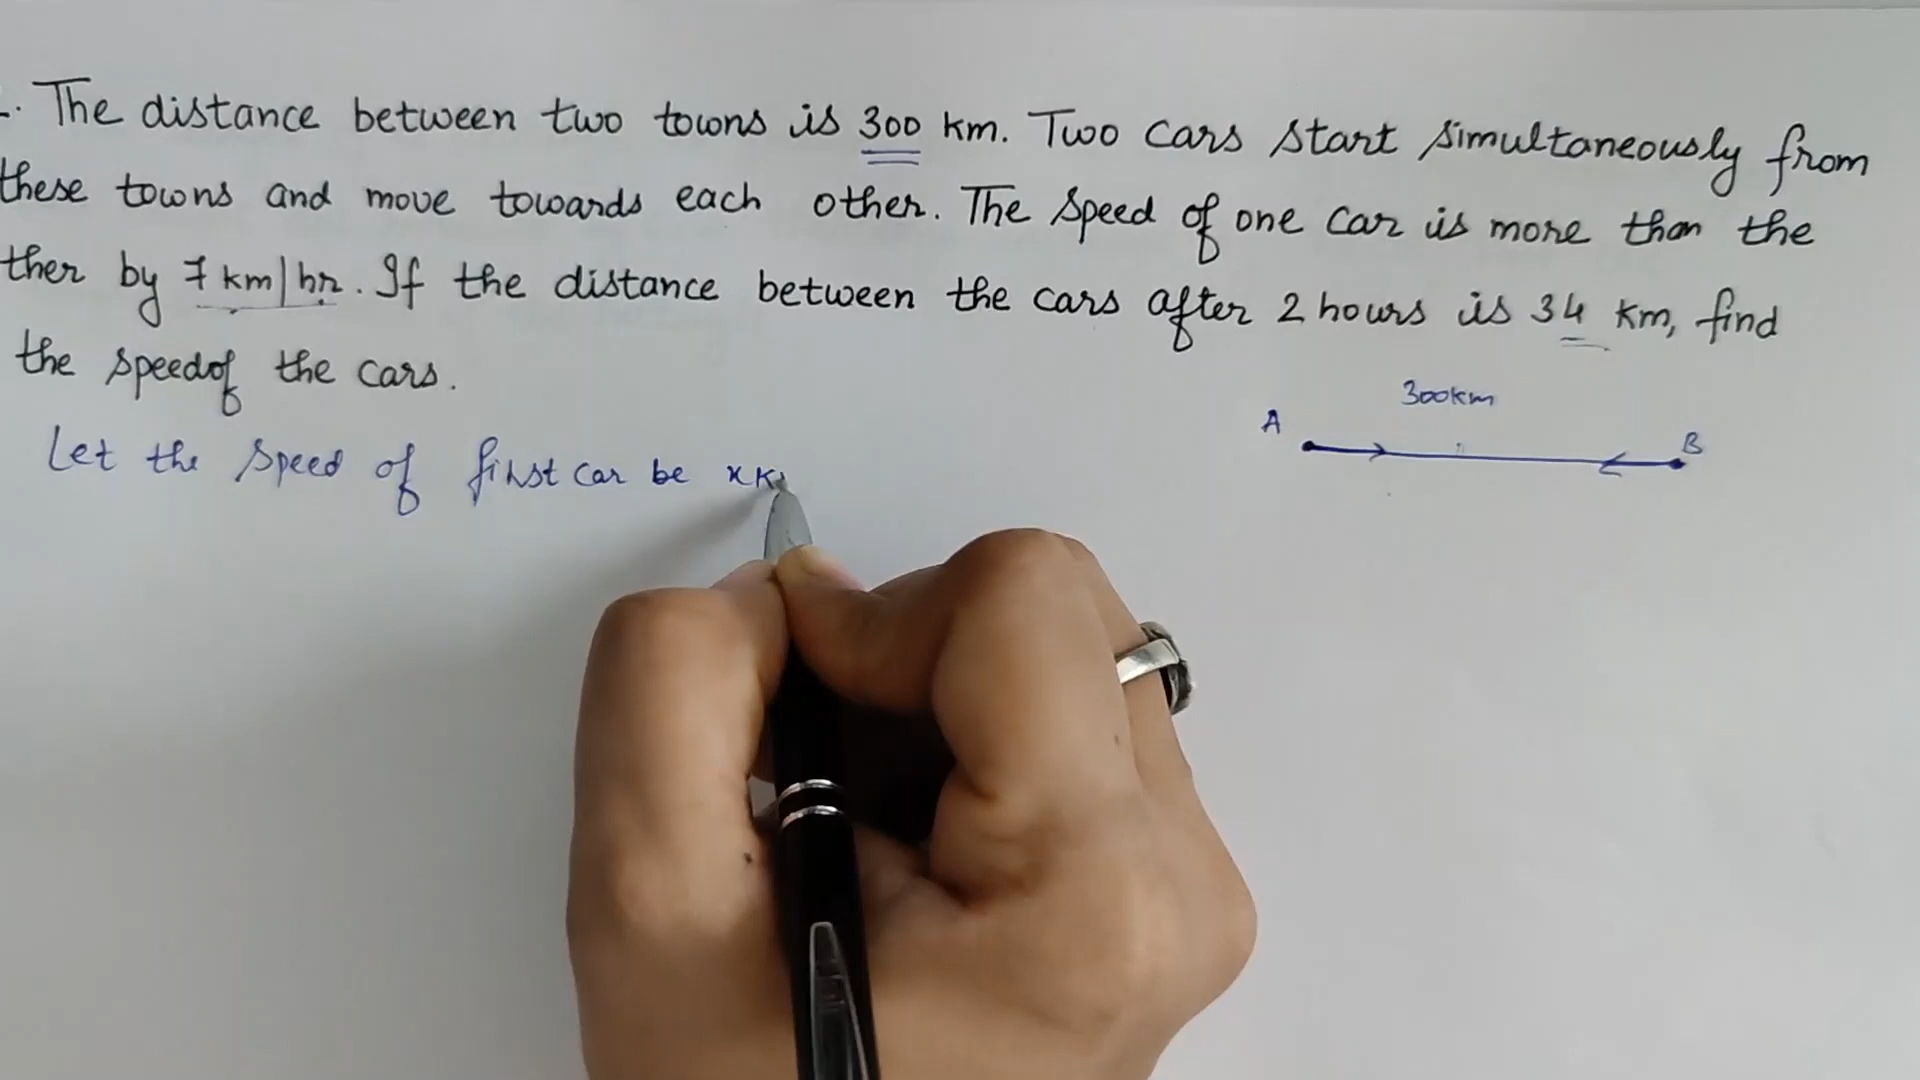 . The distance between two towns is 300 km. Two cars start simultaneously from
these towns and move towards each other. The speed of one car is more than the
ther by 7 km/hr. If the distance between the cars after 2 hours is 34 km, find
the speed of the cars.
300km
A
B
Let the speed of first car be x K